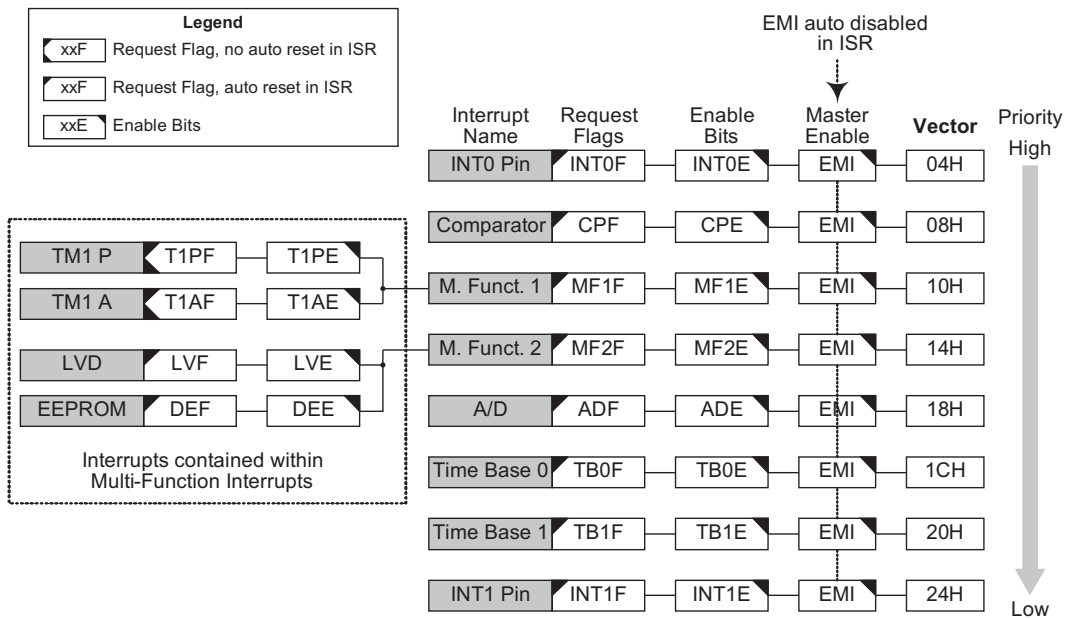 Legend
xxF Request Flag, no auto reset in ISR
xxF Request Flag, auto reset in ISR
xxE Enable Bits
EMI auto disabled
in ISR
Interrupt Name Request Flags Enable Bits Master Enable Vector Priority
High
INT0 Pin INT0F INT0E EMI 04H
Comparator CPF CPE EMI 08H
TM1 P T1PF T1PE
M. Funct. 1 MF1F MF1E EMI 10H
TM1 A T1AF T1AE
M. Funct. 2 MF2F MF2E EMI 14H
LVD LVF LVE
EEPROM DEF DEE
A/D ADF ADE EMI 18H
Interrupts contained within
Multi-Function Interrupts
Time Base 0 TB0F TB0E EMI 1CH
Time Base 1 TB1F TB1E EMI 20H
INT1 Pin INT1F INT1E EMI 24H
Low